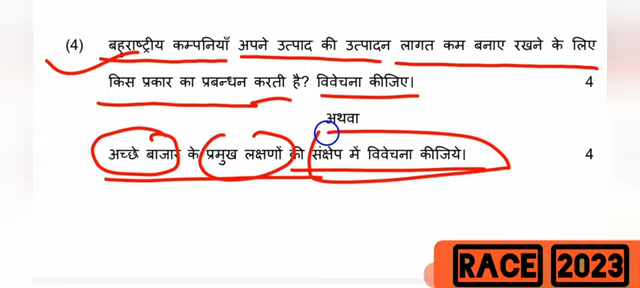 (4) बहुराष्ट्रीय कम्पनियाँ अपने उत्पाद की उत्पादन लागत कम बनाए रखने के लिए
किस प्रकार का प्रबन्धन करती है? विवेचना कीजिए। 4
अथवा
अच्छे बाजार के प्रमुख लक्षणों की संक्षेप में विवेचना कीजिये। 4
RACE 2023